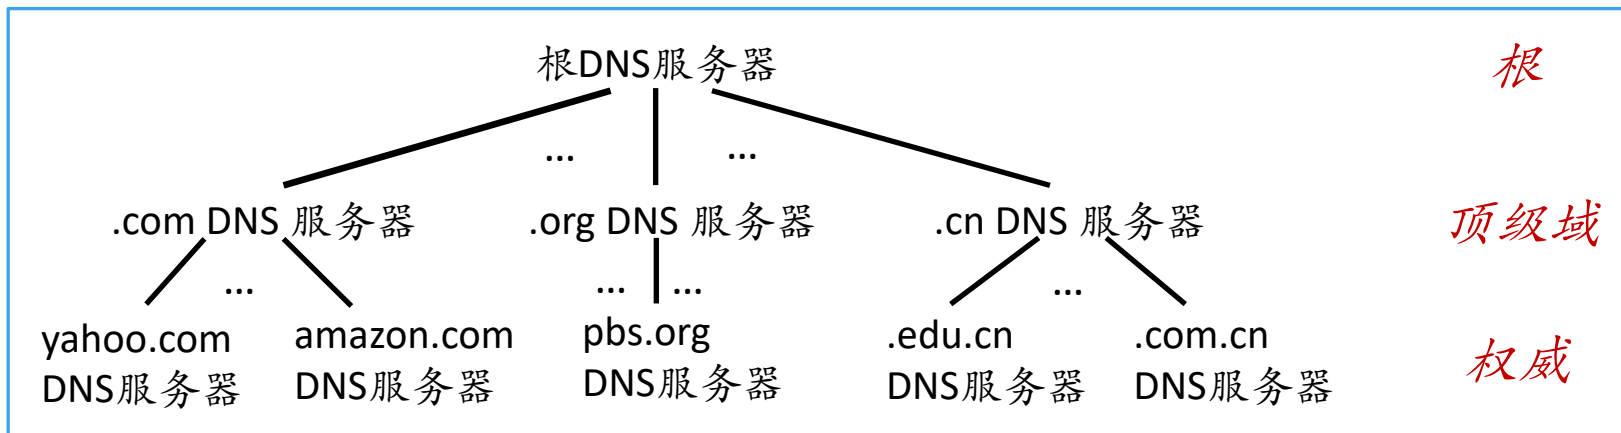 根DNS服务器
根
...
...
.com DNS 服务器
.org DNS 服务器
.cn DNS 服务器
顶级域
...
...
...
...
yahoo.com
DNS服务器
amazon.com
DNS服务器
pbs.org
DNS服务器
.edu.cn
DNS服务器
.com.cn
DNS服务器
权威